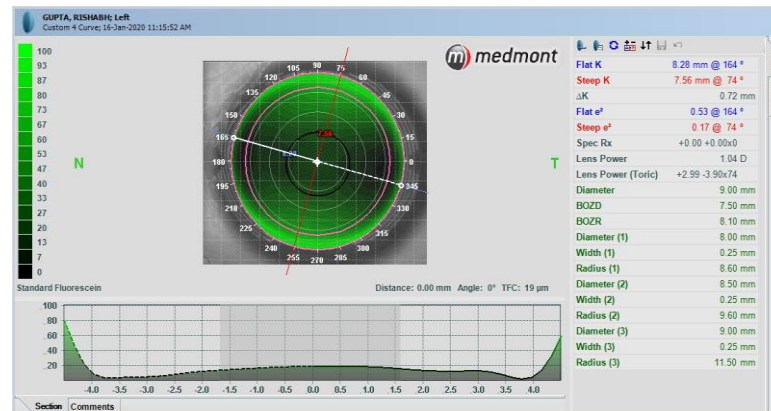 GUPTA, RISHABH; Left
Custom 4 Curve; 16-Jan-2020 11:15:52 AM
medmont
100
93
87
80
73
67
60
53
47
40
33
27
20
13
7
0
N
T
90
75
60
45
30
15
0
345
330
315
300
285
270
255
240
225
210
195
180
165
150
135
120
105
7.56
8.28
Standard Fluorescein
Distance: 0.00 mm Angle: 0° TFC: 19 µm
100
80
60
40
20
-4.0 -3.5 -3.0 -2.5 -2.0 -1.5 -1.0 -0.5 0.0 .05 1.0 1.5 2.0 2.5 3.0 3.5 4.0
Section Comments
Flat K 8.28 mm @ 164 °
Steep K 7.56 mm @ 74 °
ΔK 0.72 mm
Flat e² 0.53 @ 164 °
Steep e² 0.17 @ 74 °
Spec Rx +0.00 +0.00x0
Lens Power 1.04 D
Lens Power (Toric) +2.99 -3.90x74
Diameter 9.00 mm
BOZD 7.50 mm
BOZR 8.10 mm
Diameter (1) 8.00 mm
Width (1) 0.25 mm
Radius (1) 8.60 mm
Diameter (2) 8.50 mm
Width (2) 0.25 mm
Radius (2) 9.60 mm
Diameter (3) 9.00 mm
Width (3) 0.25 mm
Radius (3) 11.50 mm